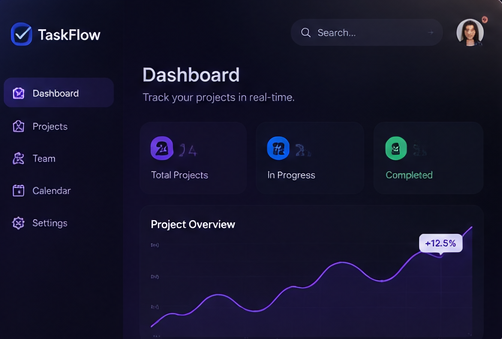 TaskFlow
Search...
Dashboard
Projects
Team
Calendar
Settings
Dashboard
Track your projects in real-time.
Total Projects
In Progress
Completed
Project Overview
+12.5%